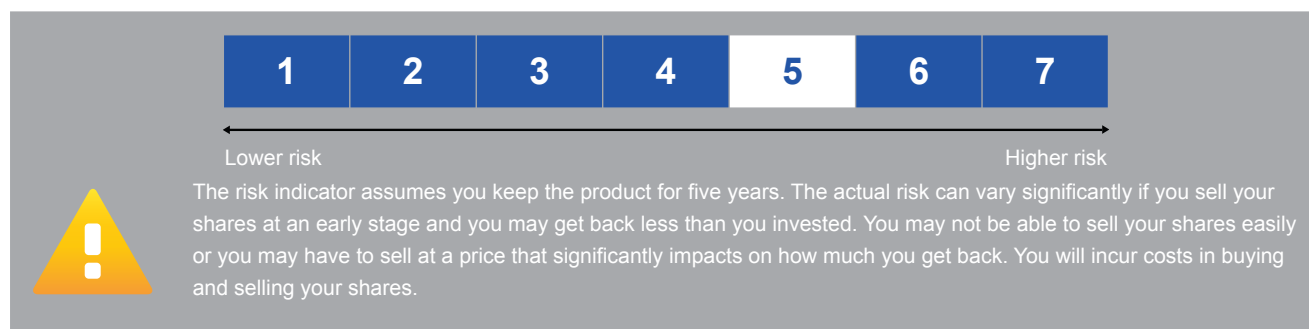 1 2 3 4 5 6 7
Lower risk Higher risk
The risk indicator assumes you keep the product for five years. The actual risk can vary significantly if you sell your
shares at an early stage and you may get back less than you invested. You may not be able to sell your shares easily
or you may have to sell at a price that significantly impacts on how much you get back. You will incur costs in buying
and selling your shares.